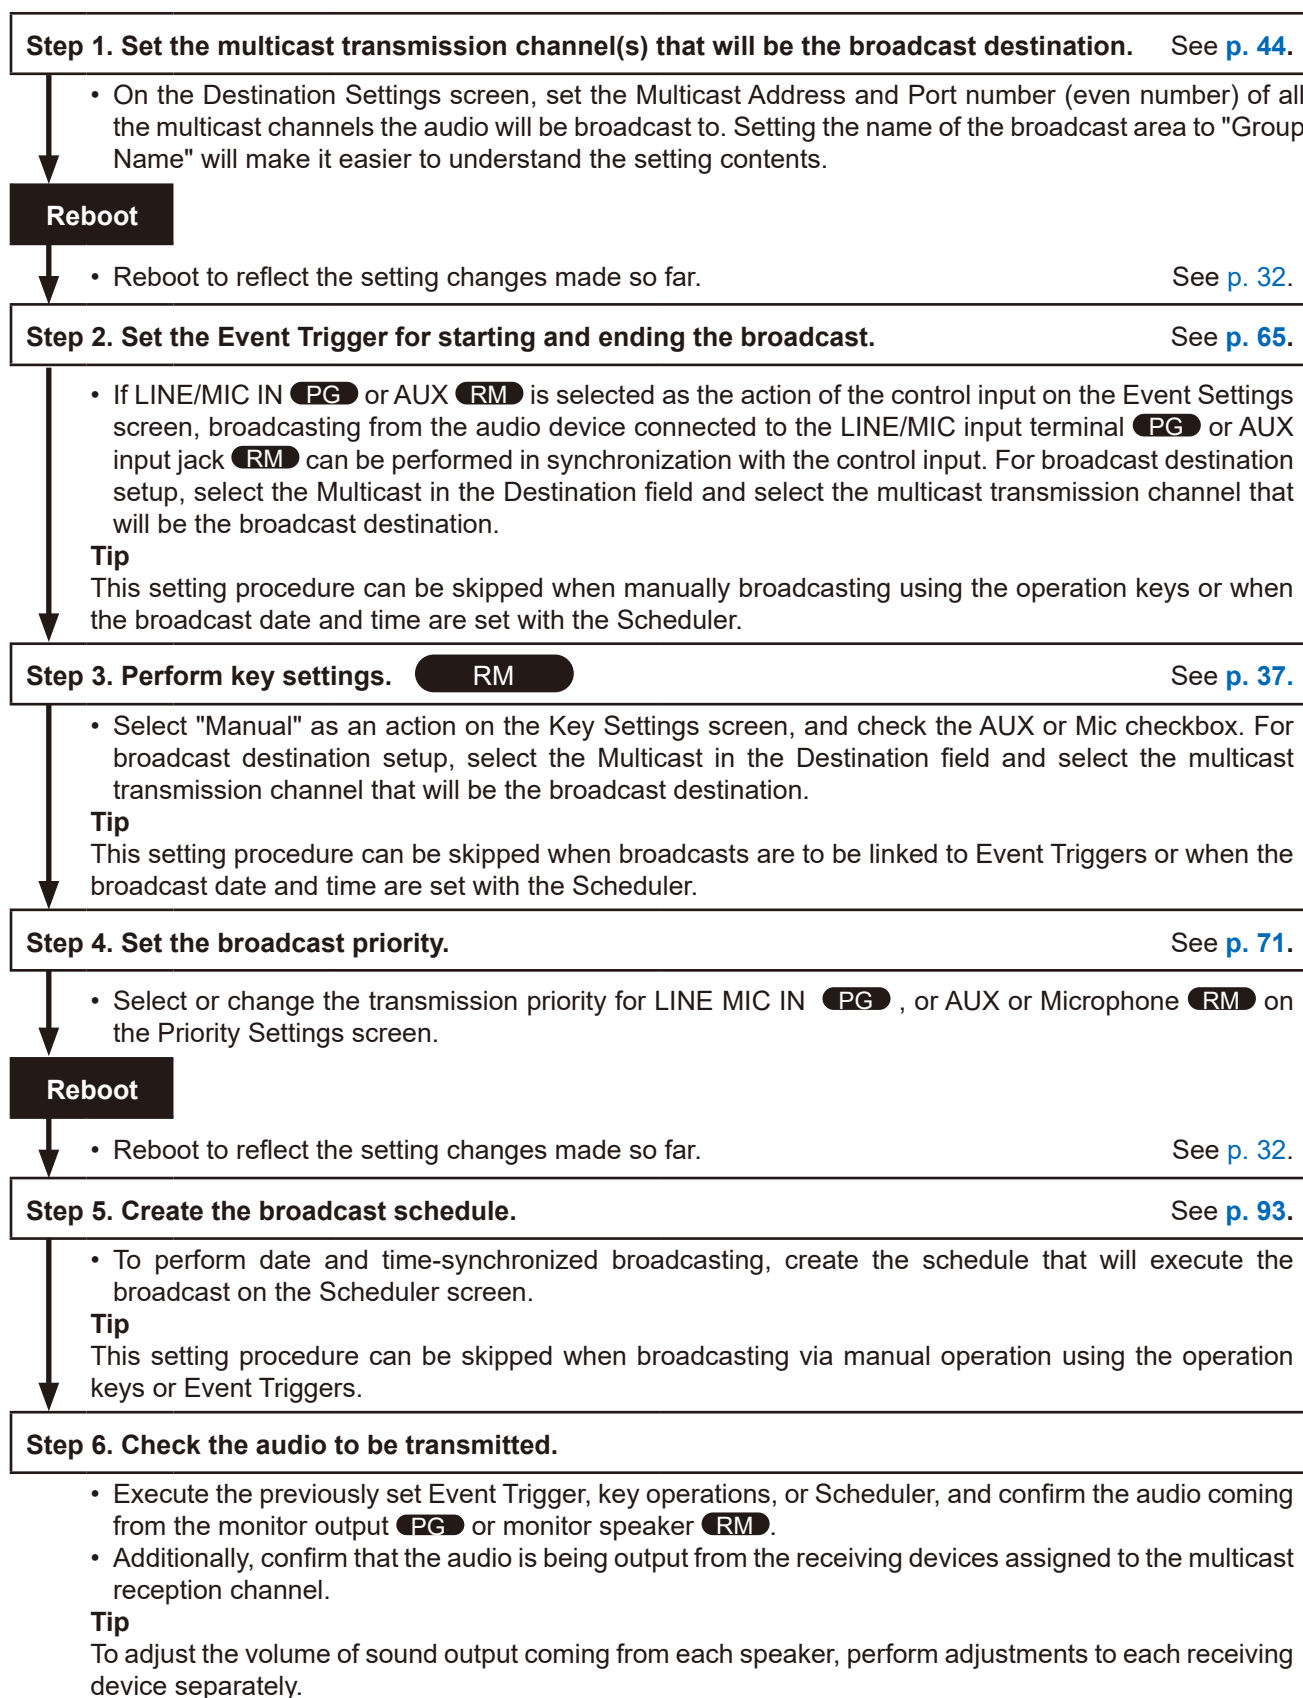 Step 1. Set the multicast transmission channel(s) that will be the broadcast destination. See p. 44.
• On the Destination Settings screen, set the Multicast Address and Port number (even number) of all
the multicast channels the audio will be broadcast to. Setting the name of the broadcast area to "Group
Name" will make it easier to understand the setting contents.
Reboot
• Reboot to reflect the setting changes made so far. See p. 32.
Step 2. Set the Event Trigger for starting and ending the broadcast. See p. 65.
• If LINE/MIC IN PG or AUX RM is selected as the action of the control input on the Event Settings
screen, broadcasting from the audio device connected to the LINE/MIC input terminal PG or AUX
input jack RM can be performed in synchronization with the control input. For broadcast destination
setup, select the Multicast in the Destination field and select the multicast transmission channel that
will be the broadcast destination.
Tip
This setting procedure can be skipped when manually broadcasting using the operation keys or when
the broadcast date and time are set with the Scheduler.
Step 3. Perform key settings. RM See p. 37.
• Select "Manual" as an action on the Key Settings screen, and check the AUX or Mic checkbox. For
broadcast destination setup, select the Multicast in the Destination field and select the multicast
transmission channel that will be the broadcast destination.
Tip
This setting procedure can be skipped when broadcasts are to be linked to Event Triggers or when the
broadcast date and time are set with the Scheduler.
Step 4. Set the broadcast priority. See p. 71.
• Select or change the transmission priority for LINE MIC IN PG , or AUX or Microphone RM on
the Priority Settings screen.
Reboot
• Reboot to reflect the setting changes made so far. See p. 32.
Step 5. Create the broadcast schedule. See p. 93.
• To perform date and time-synchronized broadcasting, create the schedule that will execute the
broadcast on the Scheduler screen.
Tip
This setting procedure can be skipped when broadcasting via manual operation using the operation
keys or Event Triggers.
Step 6. Check the audio to be transmitted.
• Execute the previously set Event Trigger, key operations, or Scheduler, and confirm the audio coming
from the monitor output PG or monitor speaker RM.
• Additionally, confirm that the audio is being output from the receiving devices assigned to the multicast
reception channel.
Tip
To adjust the volume of sound output coming from each speaker, perform adjustments to each receiving
device separately.